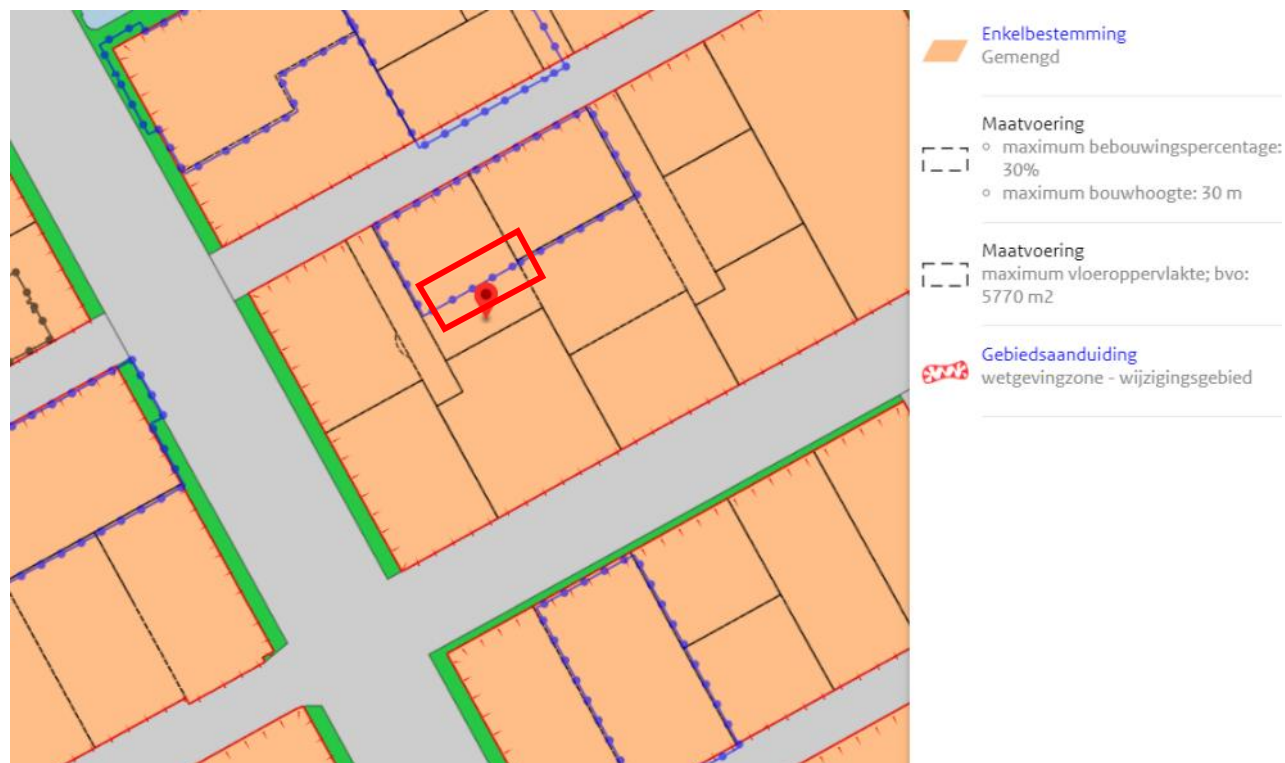 Enkelbestemming
Gemengd
Maatvoering
maximum bebouwingspercentage:
30%
maximum bouwhoogte: 30 m
Maatvoering
maximum vloeroppervlakte; bvo:
5770 m2
Gebiedsaanduiding
wetgevingzone - wijzigingsgebied